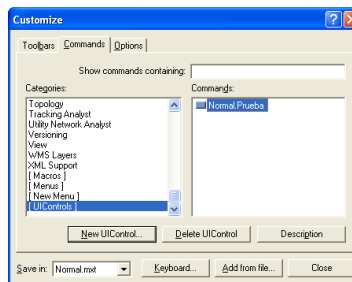 Customize
Toolbars Commands Options
Show commands containing:
Categories: Commands:
Topology
Tracking Analyst
Utility Network Analyst
Versioning
View
WMS Layers
XML Support
[ Macros ]
[ Menus ]
[ New Menu ]
[ UIControls ]
Normal.Prueba
New UIControl... Delete UIControl Description
Save in: Normal.mxt Keyboard... Add from file... Close